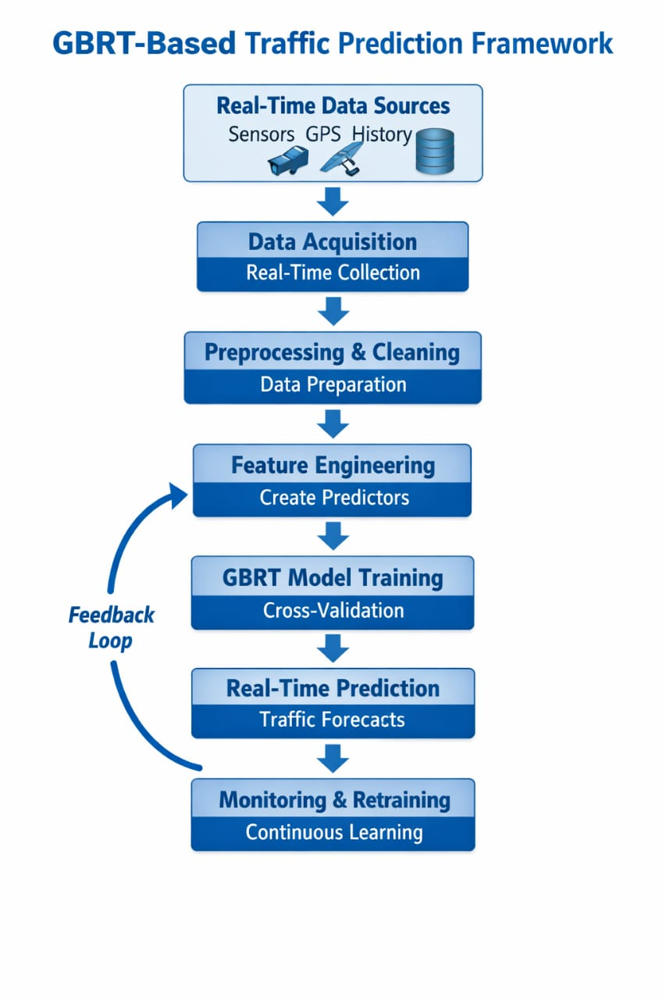 GBRT-Based Traffic Prediction Framework
Real-Time Data Sources
Sensors GPS History
Data Acquisition
Real-Time Collection
Preprocessing & Cleaning
Data Preparation
Feature Engineering
Create Predictors
GBRT Model Training
Cross-Validation
Feedback
Loop
Real-Time Prediction
Traffic Forecacts
Monitoring & Retraining
Continuous Learning